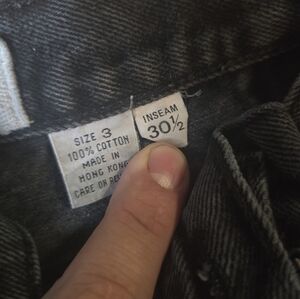 SIZE 3
100% COTTON
MADE IN
HONG KONG
CARE ON
INSEAM
30½